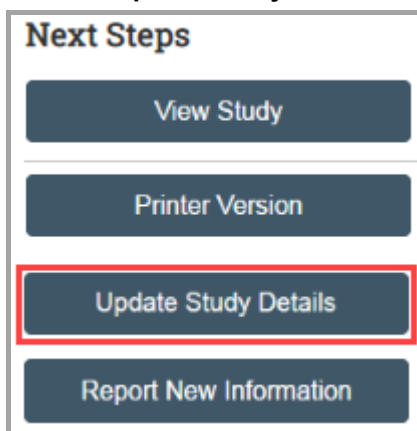 Next Steps
View Study
Printer Version
Update Study Details
Report New Information